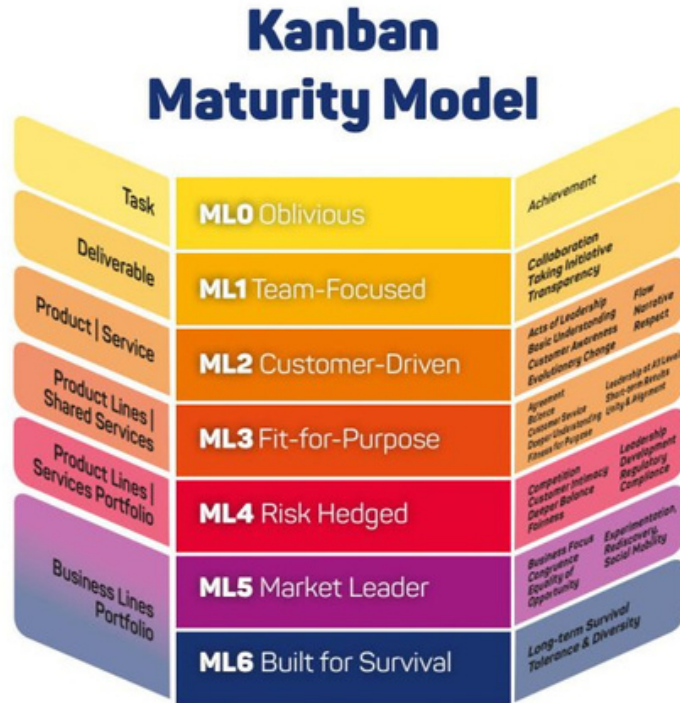 Kanban
Maturity Model
Task
ML0 Oblivious
Achievement
Deliverable
ML1 Team-Focused
Collaboration
Taking Initiative
Transparency
Product | Service
ML2 Customer-Driven
Acts of Leadership
Basic Understanding
Customer Awareness
Evolutionary Change
Flow
Narrative
Respect
Product Lines |
Shared Services
ML3 Fit-for-Purpose
Agreement
Balance
Customer Service
Deeper Understanding
Fitness for Purpose
Leadership at All Levels
Short-term Results
Unity & Alignment
Product Lines |
Services Portfolio
ML4 Risk Hedged
Competition
Customer Intimacy
Deeper Balance
Fairness
Leadership
Development
Regulatory
Compliance
Business Lines
Portfolio
ML5 Market Leader
Business Focus
Congruence
Equality of
Opportunity
Experimentation,
Rediscovery,
Social Mobility
ML6 Built for Survival
Long-term Survival
Tolerance & Diversity